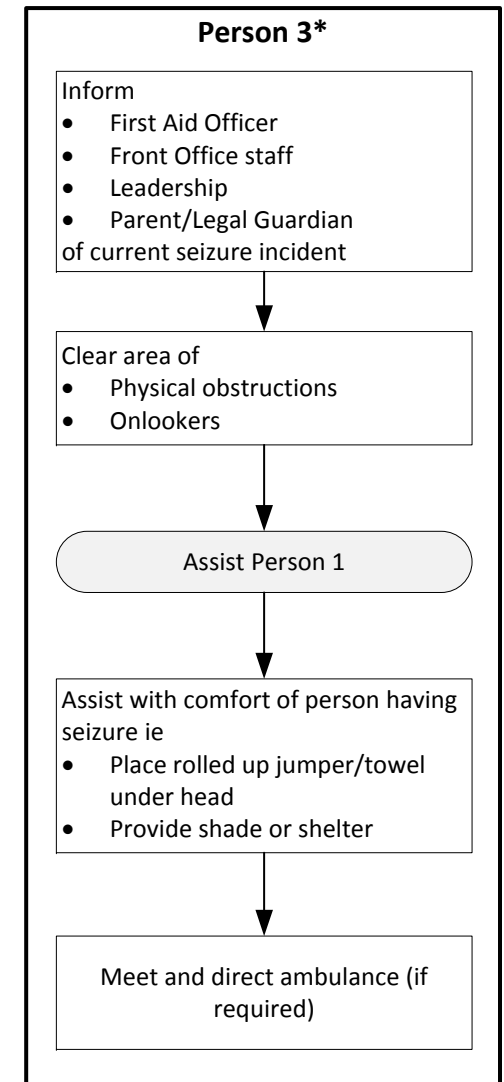 Person 3*
Inform
• First Aid Officer
• Front Office staff
• Leadership
• Parent/Legal Guardian
of current seizure incident
Clear area of
• Physical obstructions
• Onlookers
Assist Person 1
Assist with comfort of person having
seizure ie
• Place rolled up jumper/towel
under head
• Provide shade or shelter
Meet and direct ambulance (if
required)